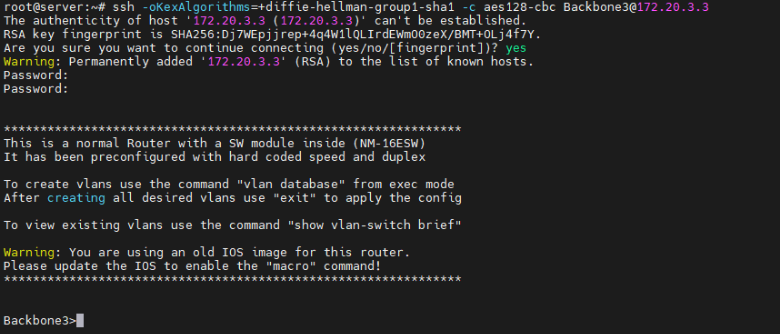 root@server:~# ssh -oKexAlgorithms=+diffie-hellman-group1-sha1 -c aes128-cbc Backbone3@172.20.3.3
The authenticity of host '172.20.3.3 (172.20.3.3)' can't be established.
RSA key fingerprint is SHA256:Dj7WEpjjrep+4q4W1lQLIrdEWmO0zeX/BMT+OLj4f7Y.
Are you sure you want to continue connecting (yes/no/[fingerprint])? yes
Warning: Permanently added '172.20.3.3' (RSA) to the list of known hosts.
Password:
Password:
***************************************************************
This is a normal Router with a SW module inside (NM-16ESW)
It has been preconfigured with hard coded speed and duplex
To create vlans use the command "vlan database" from exec mode
After creating all desired vlans use "exit" to apply the config
To view existing vlans use the command "show vlan-switch brief"
Warning: You are using an old IOS image for this router.
Please update the IOS to enable the "macro" command!
***************************************************************
Backbone3>